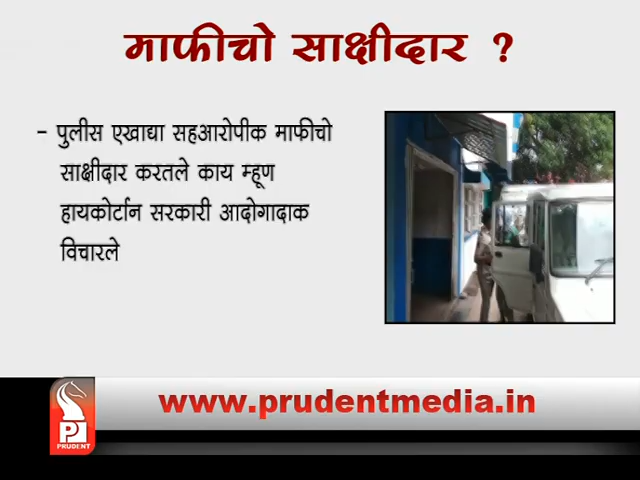 माफीचो साक्षीदार ?
- पुलीस एखाद्या सहआरोपीक माफीचो
साक्षीदार करतले काय म्हूण
हायकोर्टान सरकारी आदोगादाक
विचारले
www.prudentmedia.in
PRUDENT